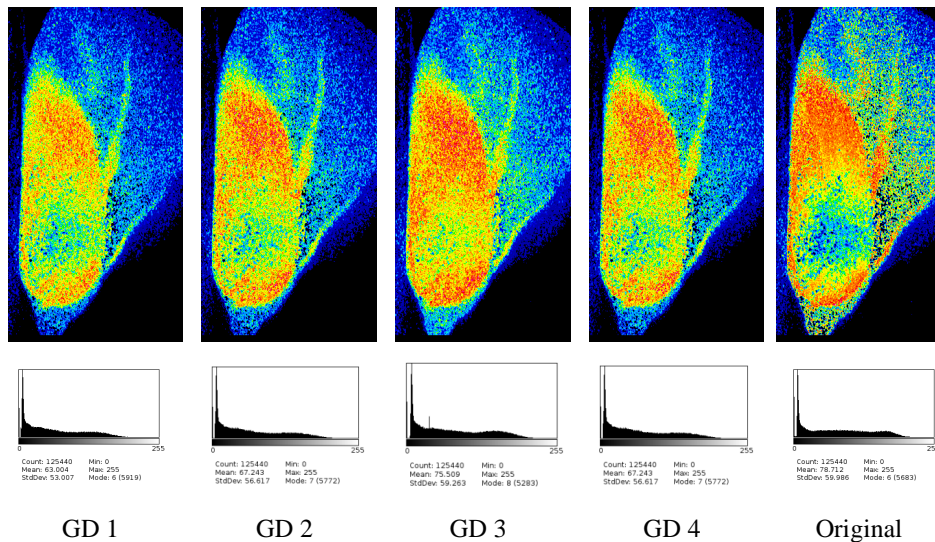 0 255
Count: 125440 Min: 0
Mean: 63.004 Max: 255
StdDev: 53.007 Mode: 6 (5919)
0 255
Count: 125440 Min: 0
Mean: 67.243 Max: 255
StdDev: 56.617 Mode: 7 (5772)
0 255
Count: 125440 Min: 0
Mean: 75.509 Max: 255
StdDev: 59.263 Mode: 8 (5283)
0 255
Count: 125440 Min: 0
Mean: 67.243 Max: 255
StdDev: 56.617 Mode: 7 (5772)
0 255
Count: 125440 Min: 0
Mean: 78.712 Max: 255
StdDev: 59.986 Mode: 6 (5683)
GD 1 GD 2 GD 3 GD 4 Original